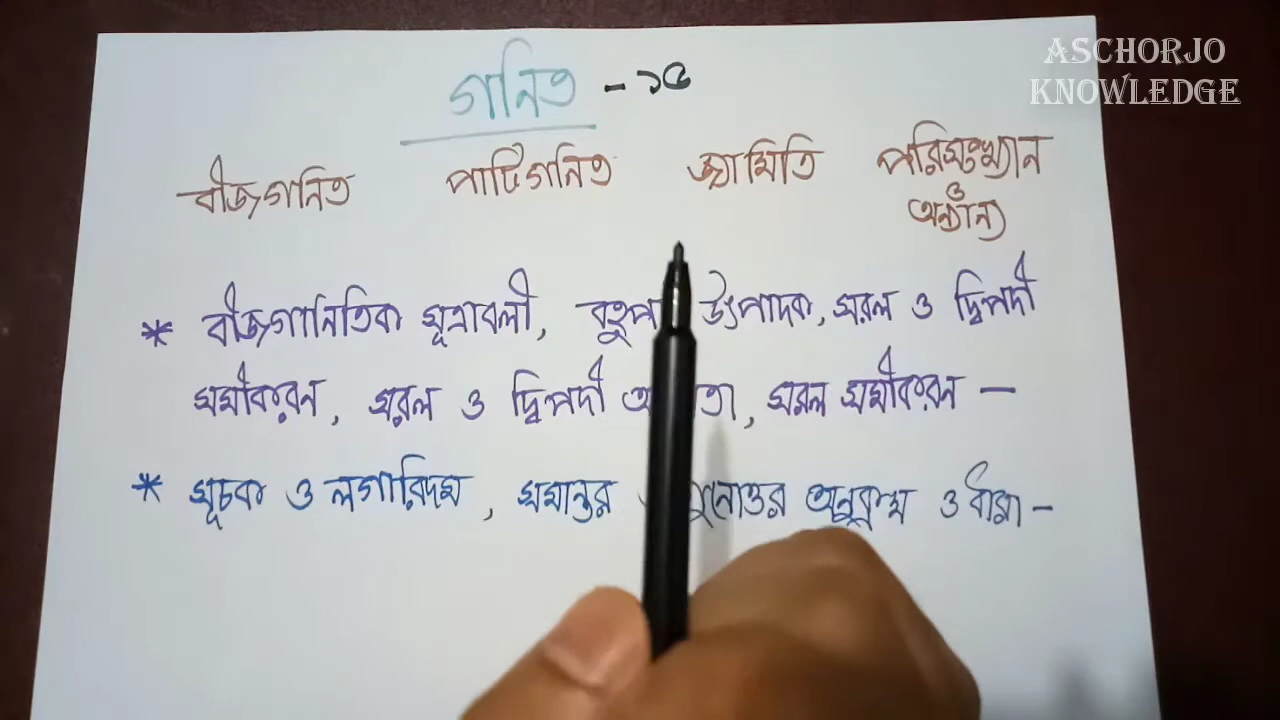 ASCHORJO
KNOWLEDGE
গনিত - ১৫
বীজগনিত পাটিগনিত জ্যামিতি পরিসংখ্যান
ও
অন্যান্য
* বীজগানিতিক সূত্রাবলী, উৎপাদক, সরল ও দ্বিপদী
সমীকরন, সরল ও দ্বিপদী সরল সমীকরন -
* সূচক ও লগারিদম, সমান্তর অনুক্রম ও ধারা -